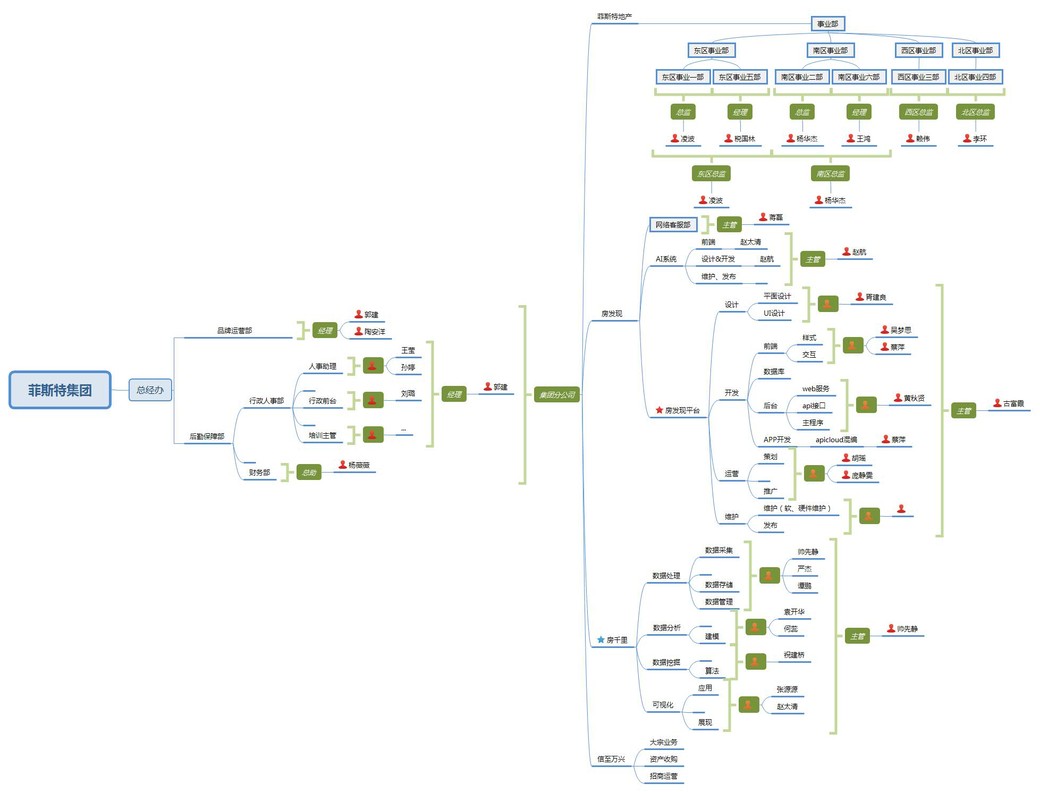 菲斯特集团
总经办
品牌运营部
经理
郭建
陶安洋
后勤保障部
行政人事部
人事助理
王莹
孙婷
行政前台
刘璐
培训主管
...
财务部
总助
杨薇薇
经理
郭建
集团分公司
菲斯特地产
事业部
东区事业部
南区事业部
西区事业部
北区事业部
东区事业一部
东区事业五部
南区事业二部
南区事业六部
西区事业三部
北区事业四部
总监
经理
总监
经理
西区总监
北区总监
凌波
税国林
杨华杰
王鸿
赖伟
李环
东区总监
南区总监
凌波
杨华杰
房发现
网络客服部
主管
蒋磊
AI系统
前端
赵太清
设计&开发
赵航
维护、发布
主管
赵航
房发现平台
设计
平面设计
UI设计
胥建良
开发
前端
样式
交互
吴梦思
蔡萍
数据库
后台
web服务
api接口
主程序
黄秋贤
APP开发
apicloud混编
蔡萍
运营
策划
推广
胡瑶
庞静雯
维护
维护（软、硬件维护）
发布
主管
古富霞
房千里
数据处理
数据采集
数据存储
数据管理
帅先静
严杰
谭鹏
数据分析
建模
袁开华
何蕊
数据挖掘
算法
祝建桥
可视化
应用
展现
张源源
赵太清
主管
帅先静
信至万兴
大宗业务
资产收购
招商运营